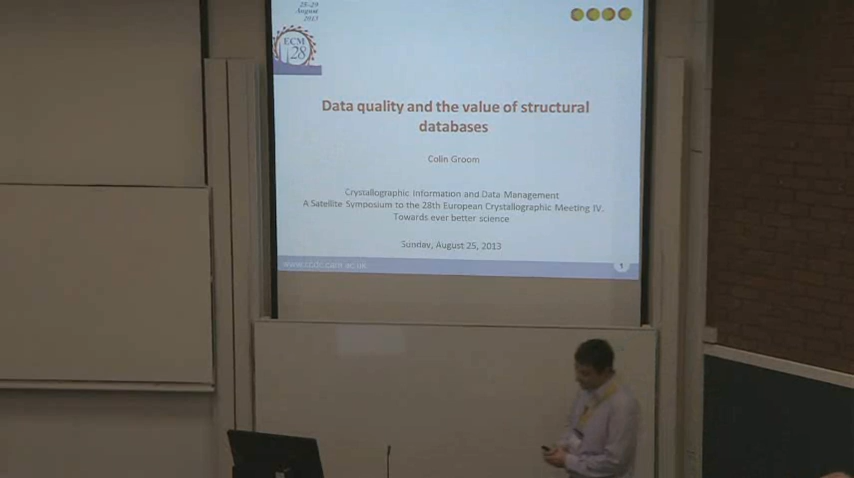 28-29
August
2013
ECM
28
Data quality and the value of structural
databases
Colin Groom
Crystallographic Information and Data Management
A Satellite Symposium to the 28th European Crystallographic Meeting IV.
Towards ever better science
Sunday, August 25, 2013
www.ccdc.cam.ac.uk
1